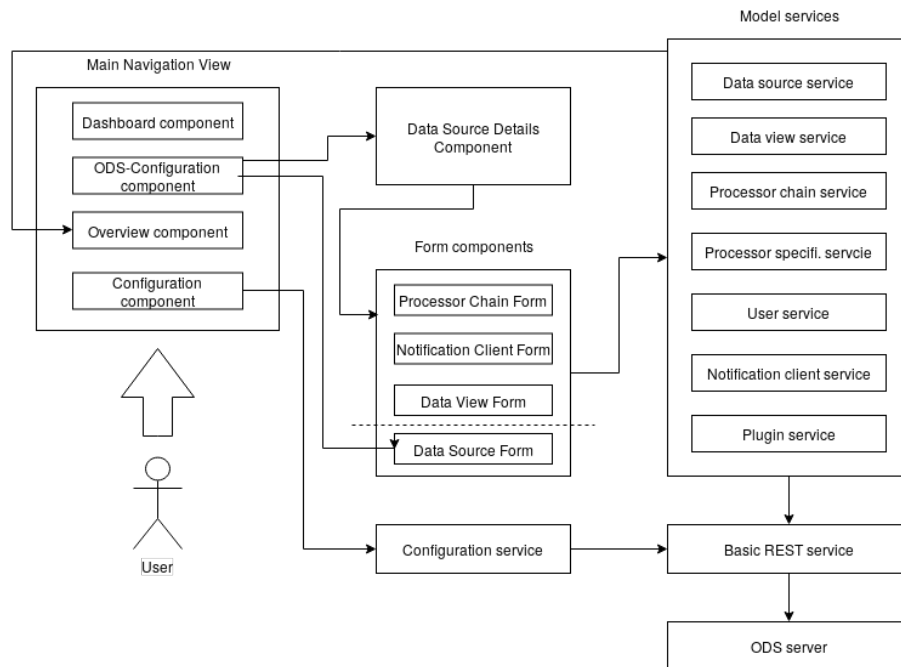 Model services
Main Navigation View
Dashboard component
ODS-Configuration
component
Overview component
Configuration
component
Data Source Details
Component
Form components
Processor Chain Form
Notification Client Form
Data View Form
Data Source Form
Data source service
Data view service
Processor chain service
Processor specifi. servcie
User service
Notification client service
Plugin service
User
Configuration service
Basic REST service
ODS server